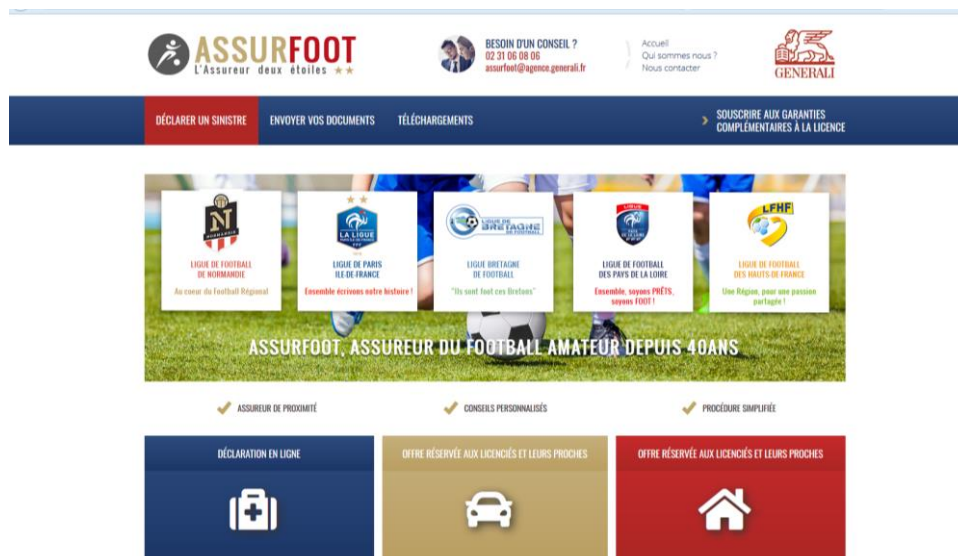 ASSURFOOT
L'Assureur deux étoiles
BESOIN D'UN CONSEIL ?
02 31 06 08 06
assurfoot@agence.generali.fr
Accueil
Qui sommes nous ?
Nous contacter
GENERALI
DÉCLARER UN SINISTRE
ENVOYER VOS DOCUMENTS
TÉLÉCHARGEMENTS
SOUSCRIRE AUX GARANTIES
COMPLÉMENTAIRES À LA LICENCE
N
NORMANDIE
LIGUE DE FOOTBALL
DE NORMANDIE
Au coeur du Football Régional
LA LIGUE
LIGUE DE PARIS
ILE-DE-FRANCE
Ensemble écrivons notre histoire !
LIGUE DE
BRETAGNE
DE FOOTBALL
LIGUE BRETAGNE
DE FOOTBALL
"Ils sont foot ces Bretons"
LIGUE
PAYS
DE LA LOIRE
LIGUE DE FOOTBALL
DES PAYS DE LA LOIRE
Ensemble, soyons PRÊTS,
soyons FOOT !
LFHF
LIGUE DE FOOTBALL
DES HAUTS-DE-FRANCE
Une Région, pour une passion
partagée !
ASSURFOOT, ASSUREUR DU FOOTBALL AMATEUR DEPUIS 40ANS
ASSUREUR DE PROXIMITÉ
CONSEILS PERSONNALISÉS
PROCÉDURE SIMPLIFIÉE
DÉCLARATION EN LIGNE
OFFRE RÉSERVÉE AUX LICENCIÉS ET LEURS PROCHES
OFFRE RÉSERVÉE AUX LICENCIÉS ET LEURS PROCHES